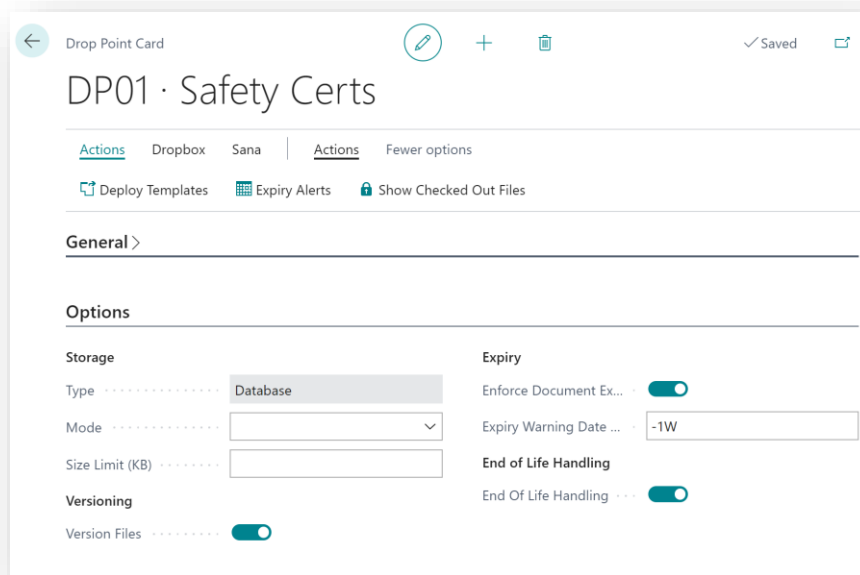 Drop Point Card
Saved
DP01 · Safety Certs
Actions Dropbox Sana Actions Fewer options
Deploy Templates Expiry Alerts Show Checked Out Files
General
Options
Storage
Type
Database
Mode
Size Limit (KB)
Versioning
Version Files
Expiry
Enforce Document Ex...
Expiry Warning Date ...
-1W
End of Life Handling
End Of Life Handling